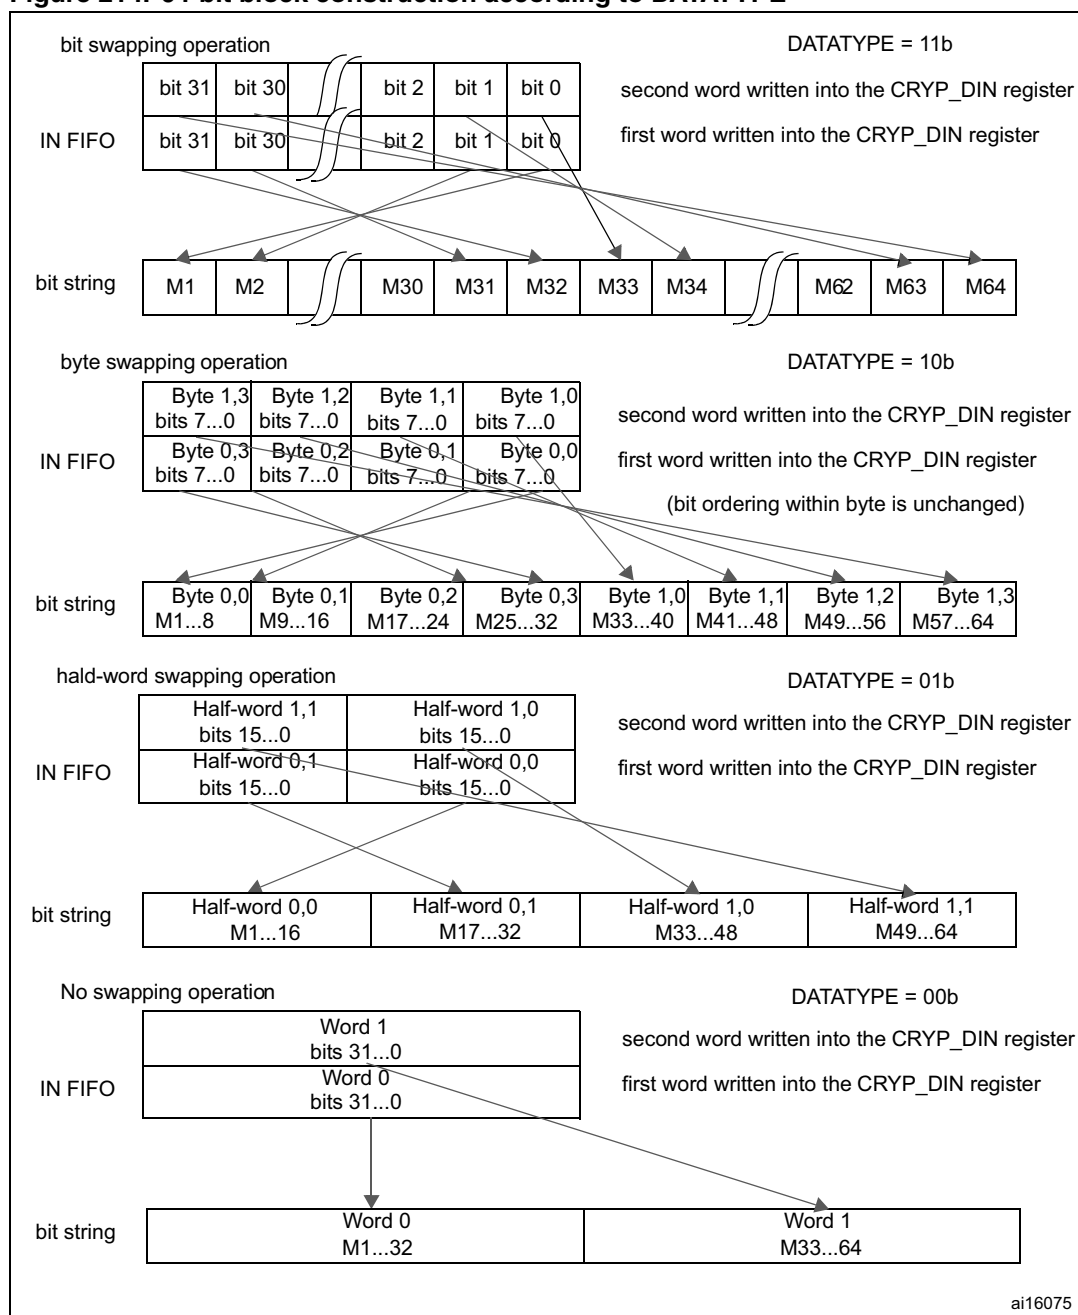 bit swapping operation DATATYPE = 11b
bit 31 bit 30 bit 2 bit 1 bit 0 second word written into the CRYP_DIN register
IN FIFO bit 31 bit 30 bit 2 bit 1 bit 0 first word written into the CRYP_DIN register
bit string M1 M2 M30 M31 M32 M33 M34 M62 M63 M64
byte swapping operation DATATYPE = 10b
Byte 1,3 Byte 1,2 Byte 1,1 Byte 1,0
bits 7...0 bits 7...0 bits 7...0 bits 7...0 second word written into the CRYP_DIN register
IN FIFO Byte 0,3 Byte 0,2 Byte 0,1 Byte 0,0 first word written into the CRYP_DIN register
bits 7...0 bits 7...0 bits 7...0 bits 7...0
(bit ordering within byte is unchanged)
bit string Byte 0,0 Byte 0,1 Byte 0,2 Byte 0,3 Byte 1,0 Byte 1,1 Byte 1,2 Byte 1,3
M1...8 M9...16 M17...24 M25...32 M33...40 M41...48 M49...56 M57...64
hald-word swapping operation DATATYPE = 01b
Half-word 1,1 Half-word 1,0 second word written into the CRYP_DIN register
bits 15...0 bits 15...0
IN FIFO Half-word 0,1 Half-word 0,0 first word written into the CRYP_DIN register
bits 15...0 bits 15...0
bit string Half-word 0,0 Half-word 0,1 Half-word 1,0 Half-word 1,1
M1...16 M17...32 M33...48 M49...64
No swapping operation DATATYPE = 00b
Word 1 second word written into the CRYP_DIN register
bits 31...0
IN FIFO Word 0 first word written into the CRYP_DIN register
bits 31...0
bit string Word 0 Word 1
M1...32 M33...64
ai16075